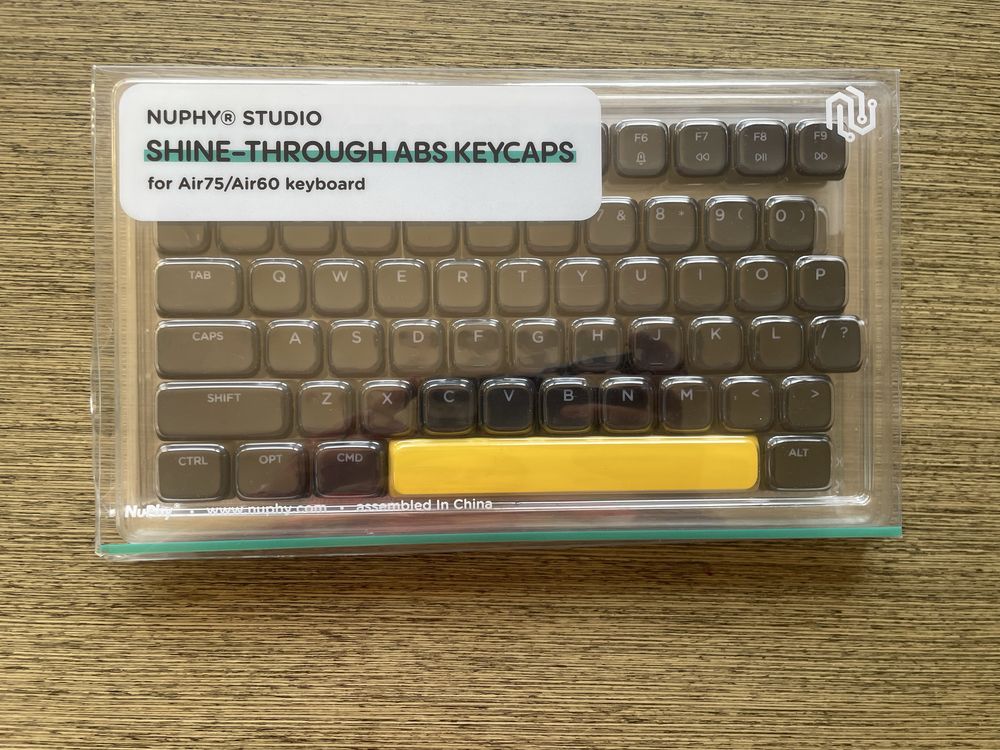 NUPHY® STUDIO
SHINE-THROUGH ABS KEYCAPS
for Air75/Air60 keyboard
F6 F7 F8 F9
& 8 * 9 ( 0 )
TAB Q W E R T Y U I O P
CAPS A S D F G H J K L / ?
SHIFT Z X C V B N M , < . >
CTRL OPT CMD ALT
NuPhy® · www.nuphy.com · assembled in China